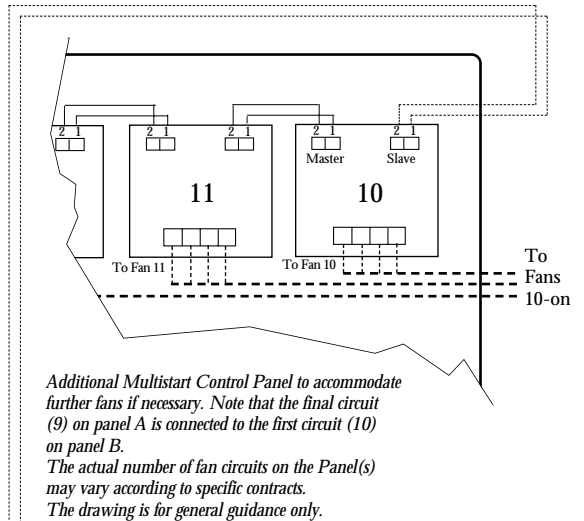 2 1
2 1
2 1
2 1
2 1
Master
Slave
11
10
To Fan 11
To Fan 10
To
Fans
10-on
Additional Multistart Control Panel to accommodate
further fans if necessary. Note that the final circuit
(9) on panel A is connected to the first circuit (10)
on panel B.
The actual number of fan circuits on the Panel(s)
may vary according to specific contracts.
The drawing is for general guidance only.